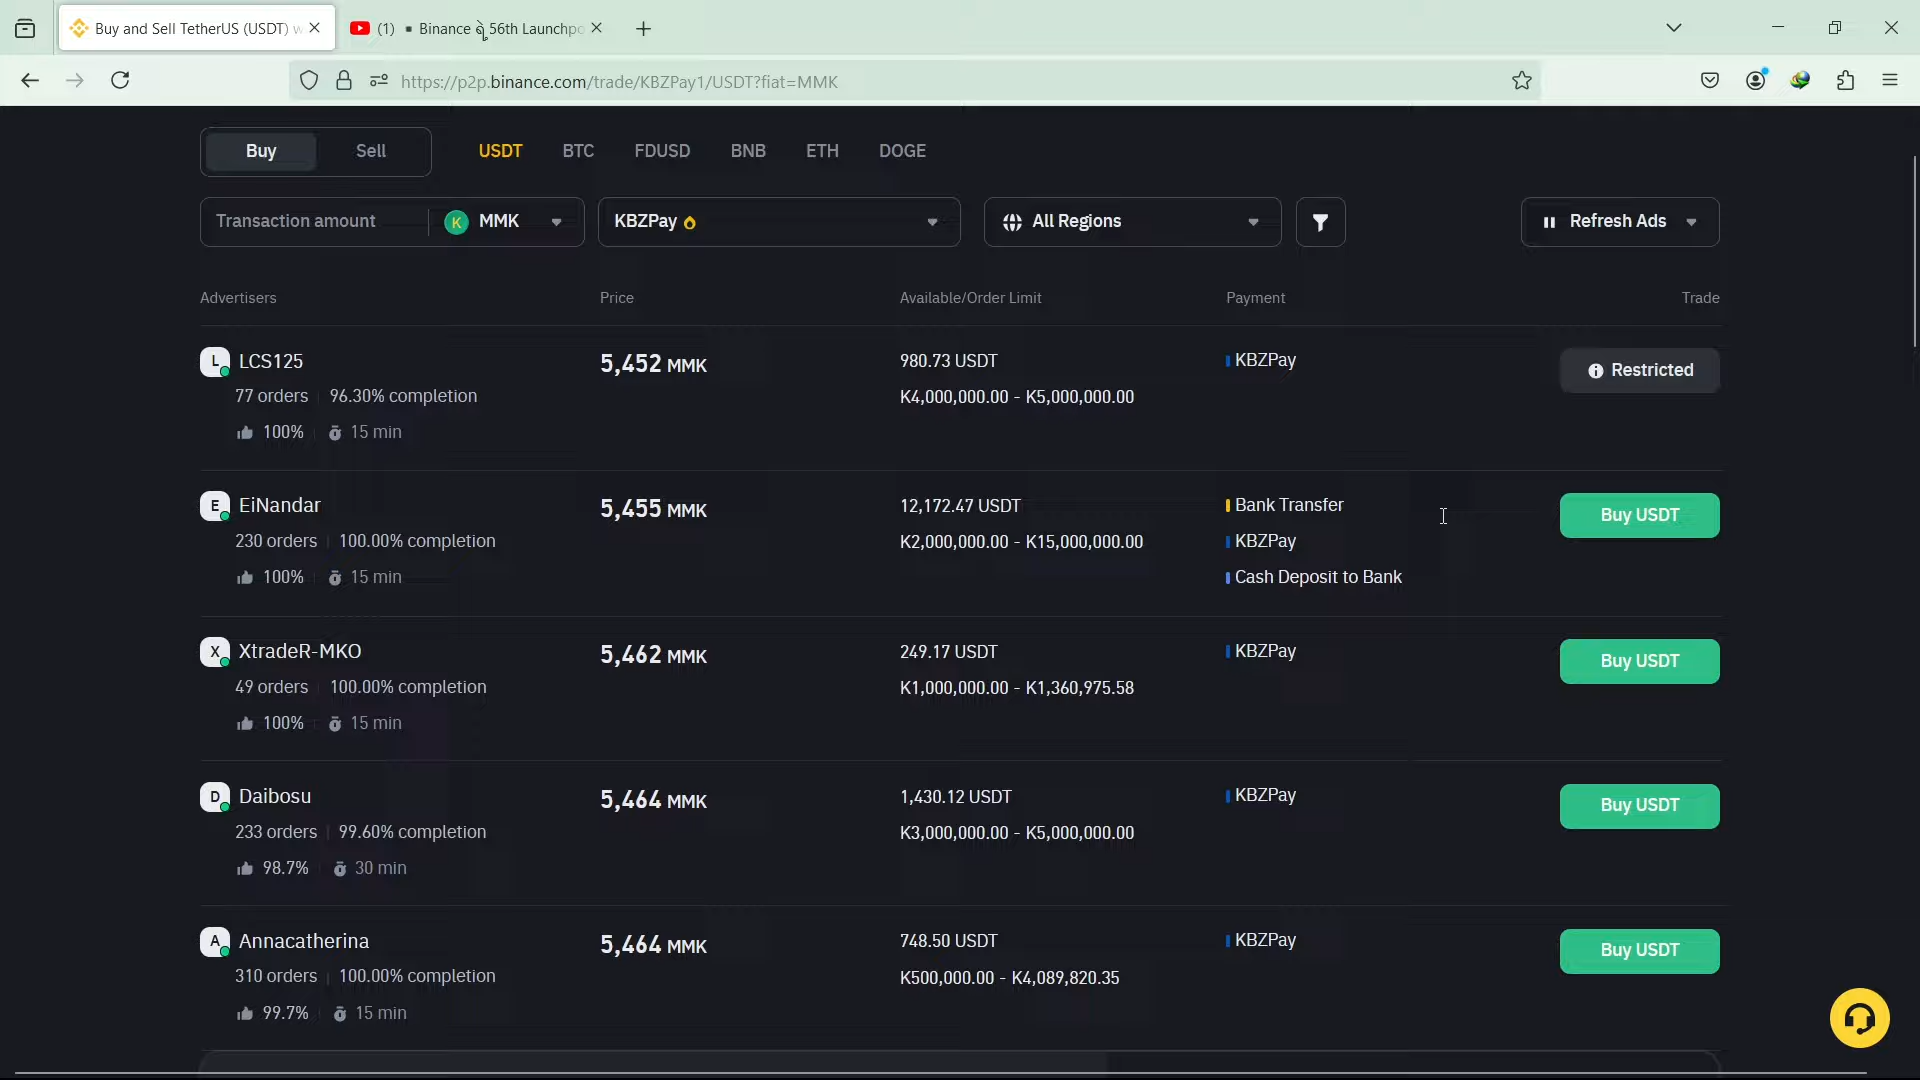 Buy and Sell TetherUS (USDT) w
(1) Binance 56th Launchpo
https://p2p.binance.com/trade/KBZPay1/USDT?fiat=MMK
Buy Sell USDT BTC FDUSD BNB ETH DOGE
Transaction amount K MMK KBZPay All Regions Refresh Ads
Advertisers Price Available/Order Limit Payment Trade
L LCS125 5,452 MMK 980.73 USDT KBZPay Restricted
77 orders 96.30% completion K4,000,000.00 - K5,000,000.00
100% 15 min
E EiNandar 5,455 MMK 12,172.47 USDT Bank Transfer Buy USDT
230 orders 100.00% completion K2,000,000.00 - K15,000,000.00 KBZPay
100% 15 min Cash Deposit to Bank
X XtradeR-MKO 5,462 MMK 249.17 USDT KBZPay Buy USDT
49 orders 100.00% completion K1,000,000.00 - K1,360,975.58
100% 15 min
D Daibosu 5,464 MMK 1,430.12 USDT KBZPay Buy USDT
233 orders 99.60% completion K3,000,000.00 - K5,000,000.00
98.7% 30 min
A Annacatherina 5,464 MMK 748.50 USDT KBZPay Buy USDT
310 orders 100.00% completion K500,000.00 - K4,089,820.35
99.7% 15 min